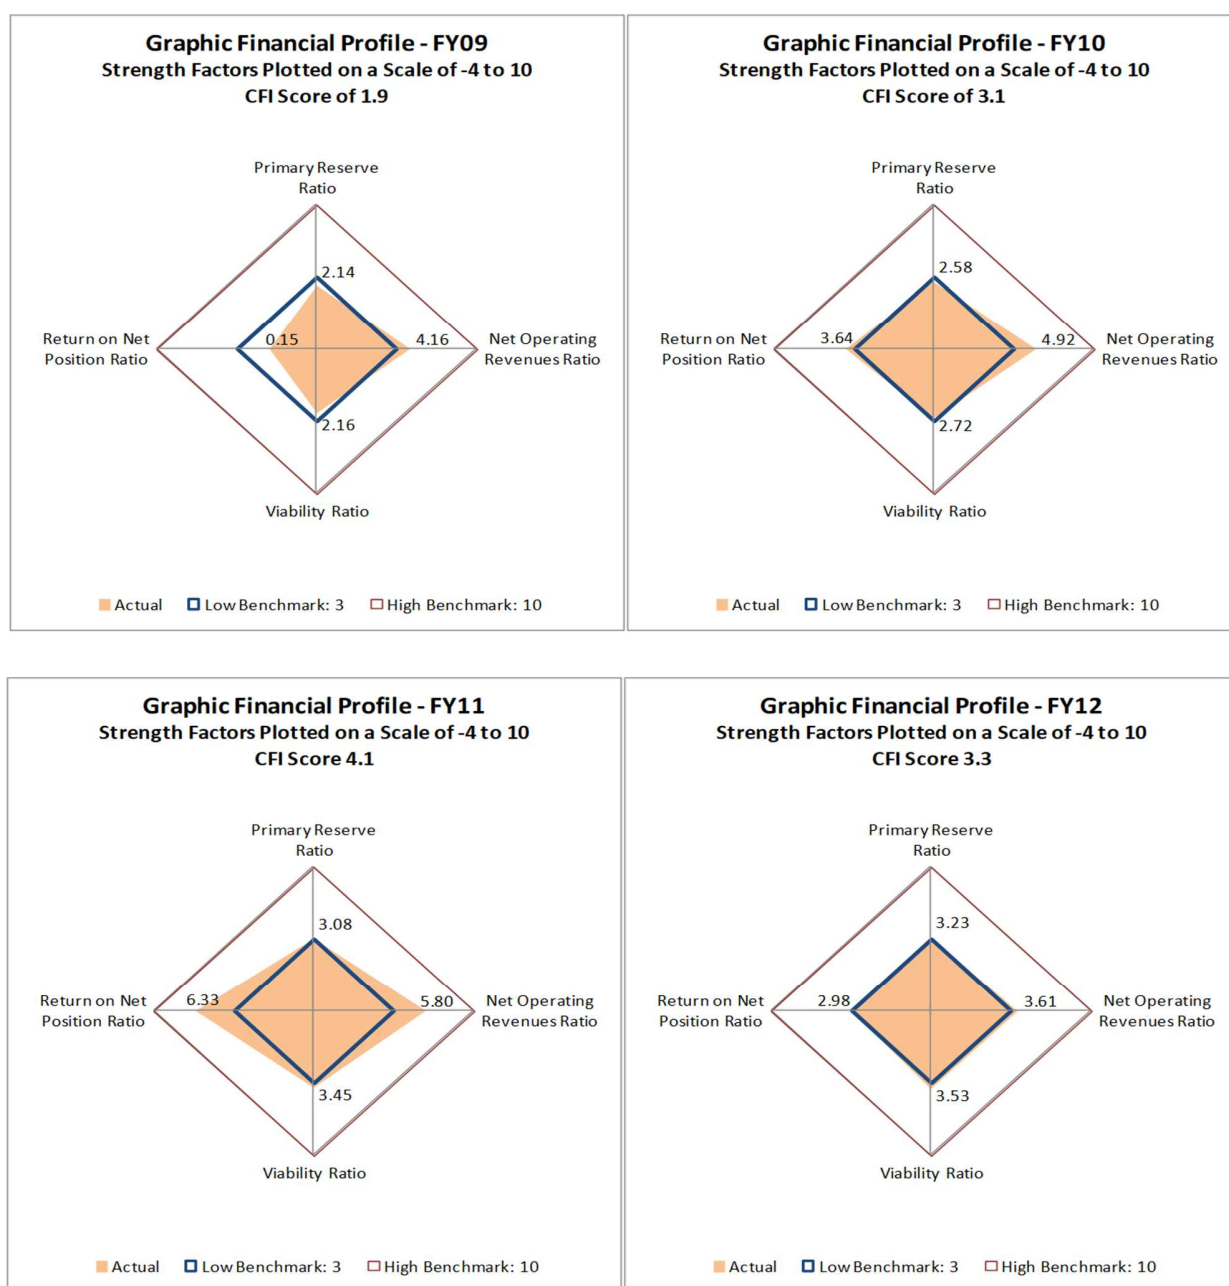 Graphic Financial Profile - FY09
Strength Factors Plotted on a Scale of -4 to 10
CFI Score of 1.9
Primary Reserve
Ratio
2.14
Return on Net
Position Ratio
0.15
4.16
Net Operating
Revenues Ratio
2.16
Viability Ratio
Actual
Low Benchmark: 3
High Benchmark: 10
Graphic Financial Profile - FY10
Strength Factors Plotted on a Scale of -4 to 10
CFI Score of 3.1
Primary Reserve
Ratio
2.58
Return on Net
Position Ratio
3.64
4.92
Net Operating
Revenues Ratio
2.72
Viability Ratio
Actual
Low Benchmark: 3
High Benchmark: 10
Graphic Financial Profile - FY11
Strength Factors Plotted on a Scale of -4 to 10
CFI Score 4.1
Primary Reserve
Ratio
3.08
Return on Net
Position Ratio
6.33
5.80
Net Operating
Revenues Ratio
3.45
Viability Ratio
Actual
Low Benchmark: 3
High Benchmark: 10
Graphic Financial Profile - FY12
Strength Factors Plotted on a Scale of -4 to 10
CFI Score 3.3
Primary Reserve
Ratio
3.23
Return on Net
Position Ratio
2.98
3.61
Net Operating
Revenues Ratio
3.53
Viability Ratio
Actual
Low Benchmark: 3
High Benchmark: 10